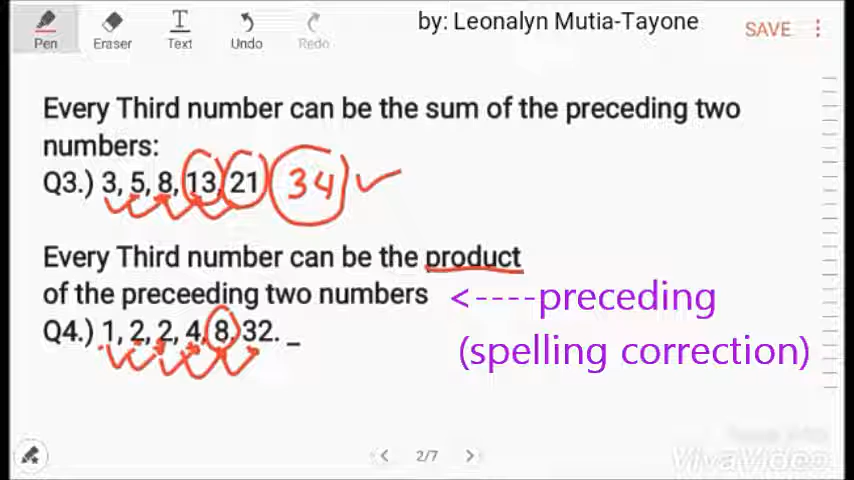 by: Leonalyn Mutia-Tayone
Pen Eraser Text Undo Redo SAVE
Every Third number can be the sum of the preceding two
numbers:
Q3.) 3, 5, 8, 13, 21 34
Every Third number can be the product
of the preceeding two numbers <----preceding
Q4.) 1, 2, 2, 4, 8, 32. _ (spelling correction)
2/7
VivaVideo